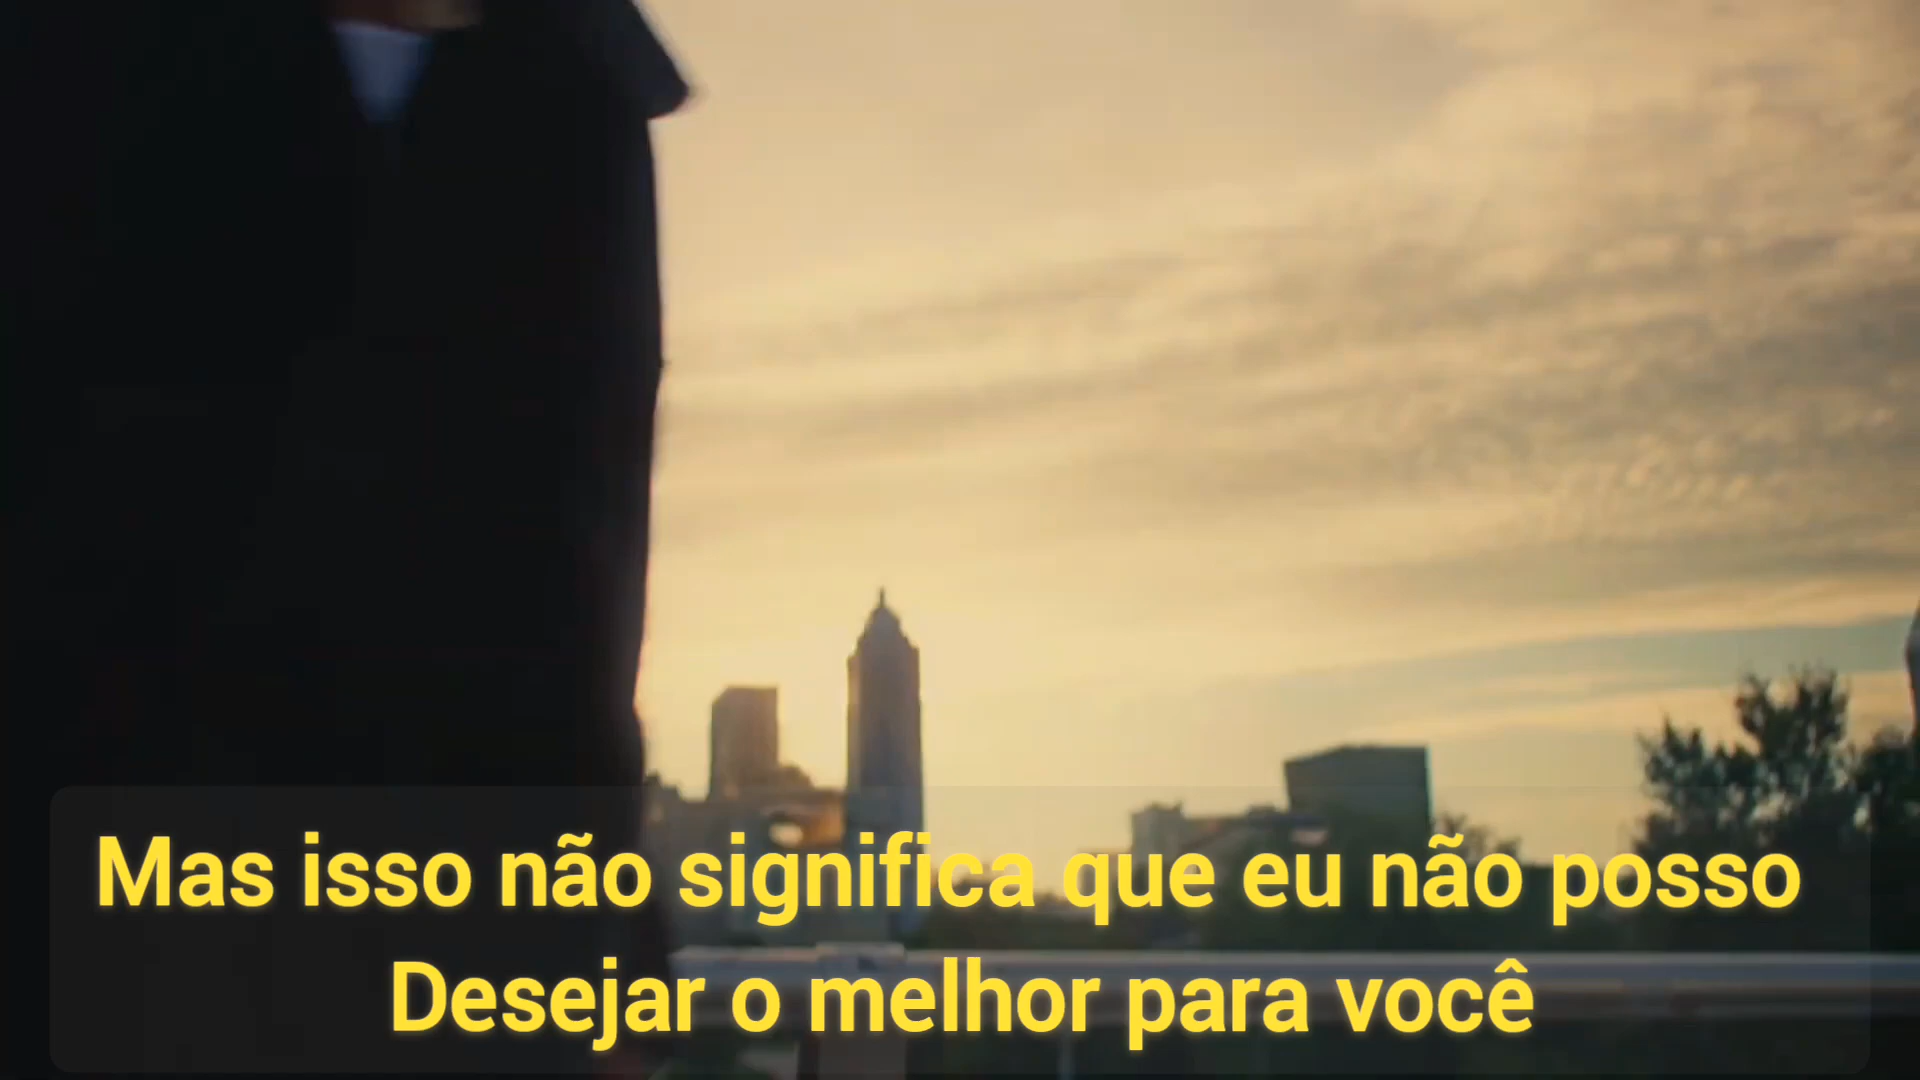 Mas isso não significa que eu não posso
Desejar o melhor para você